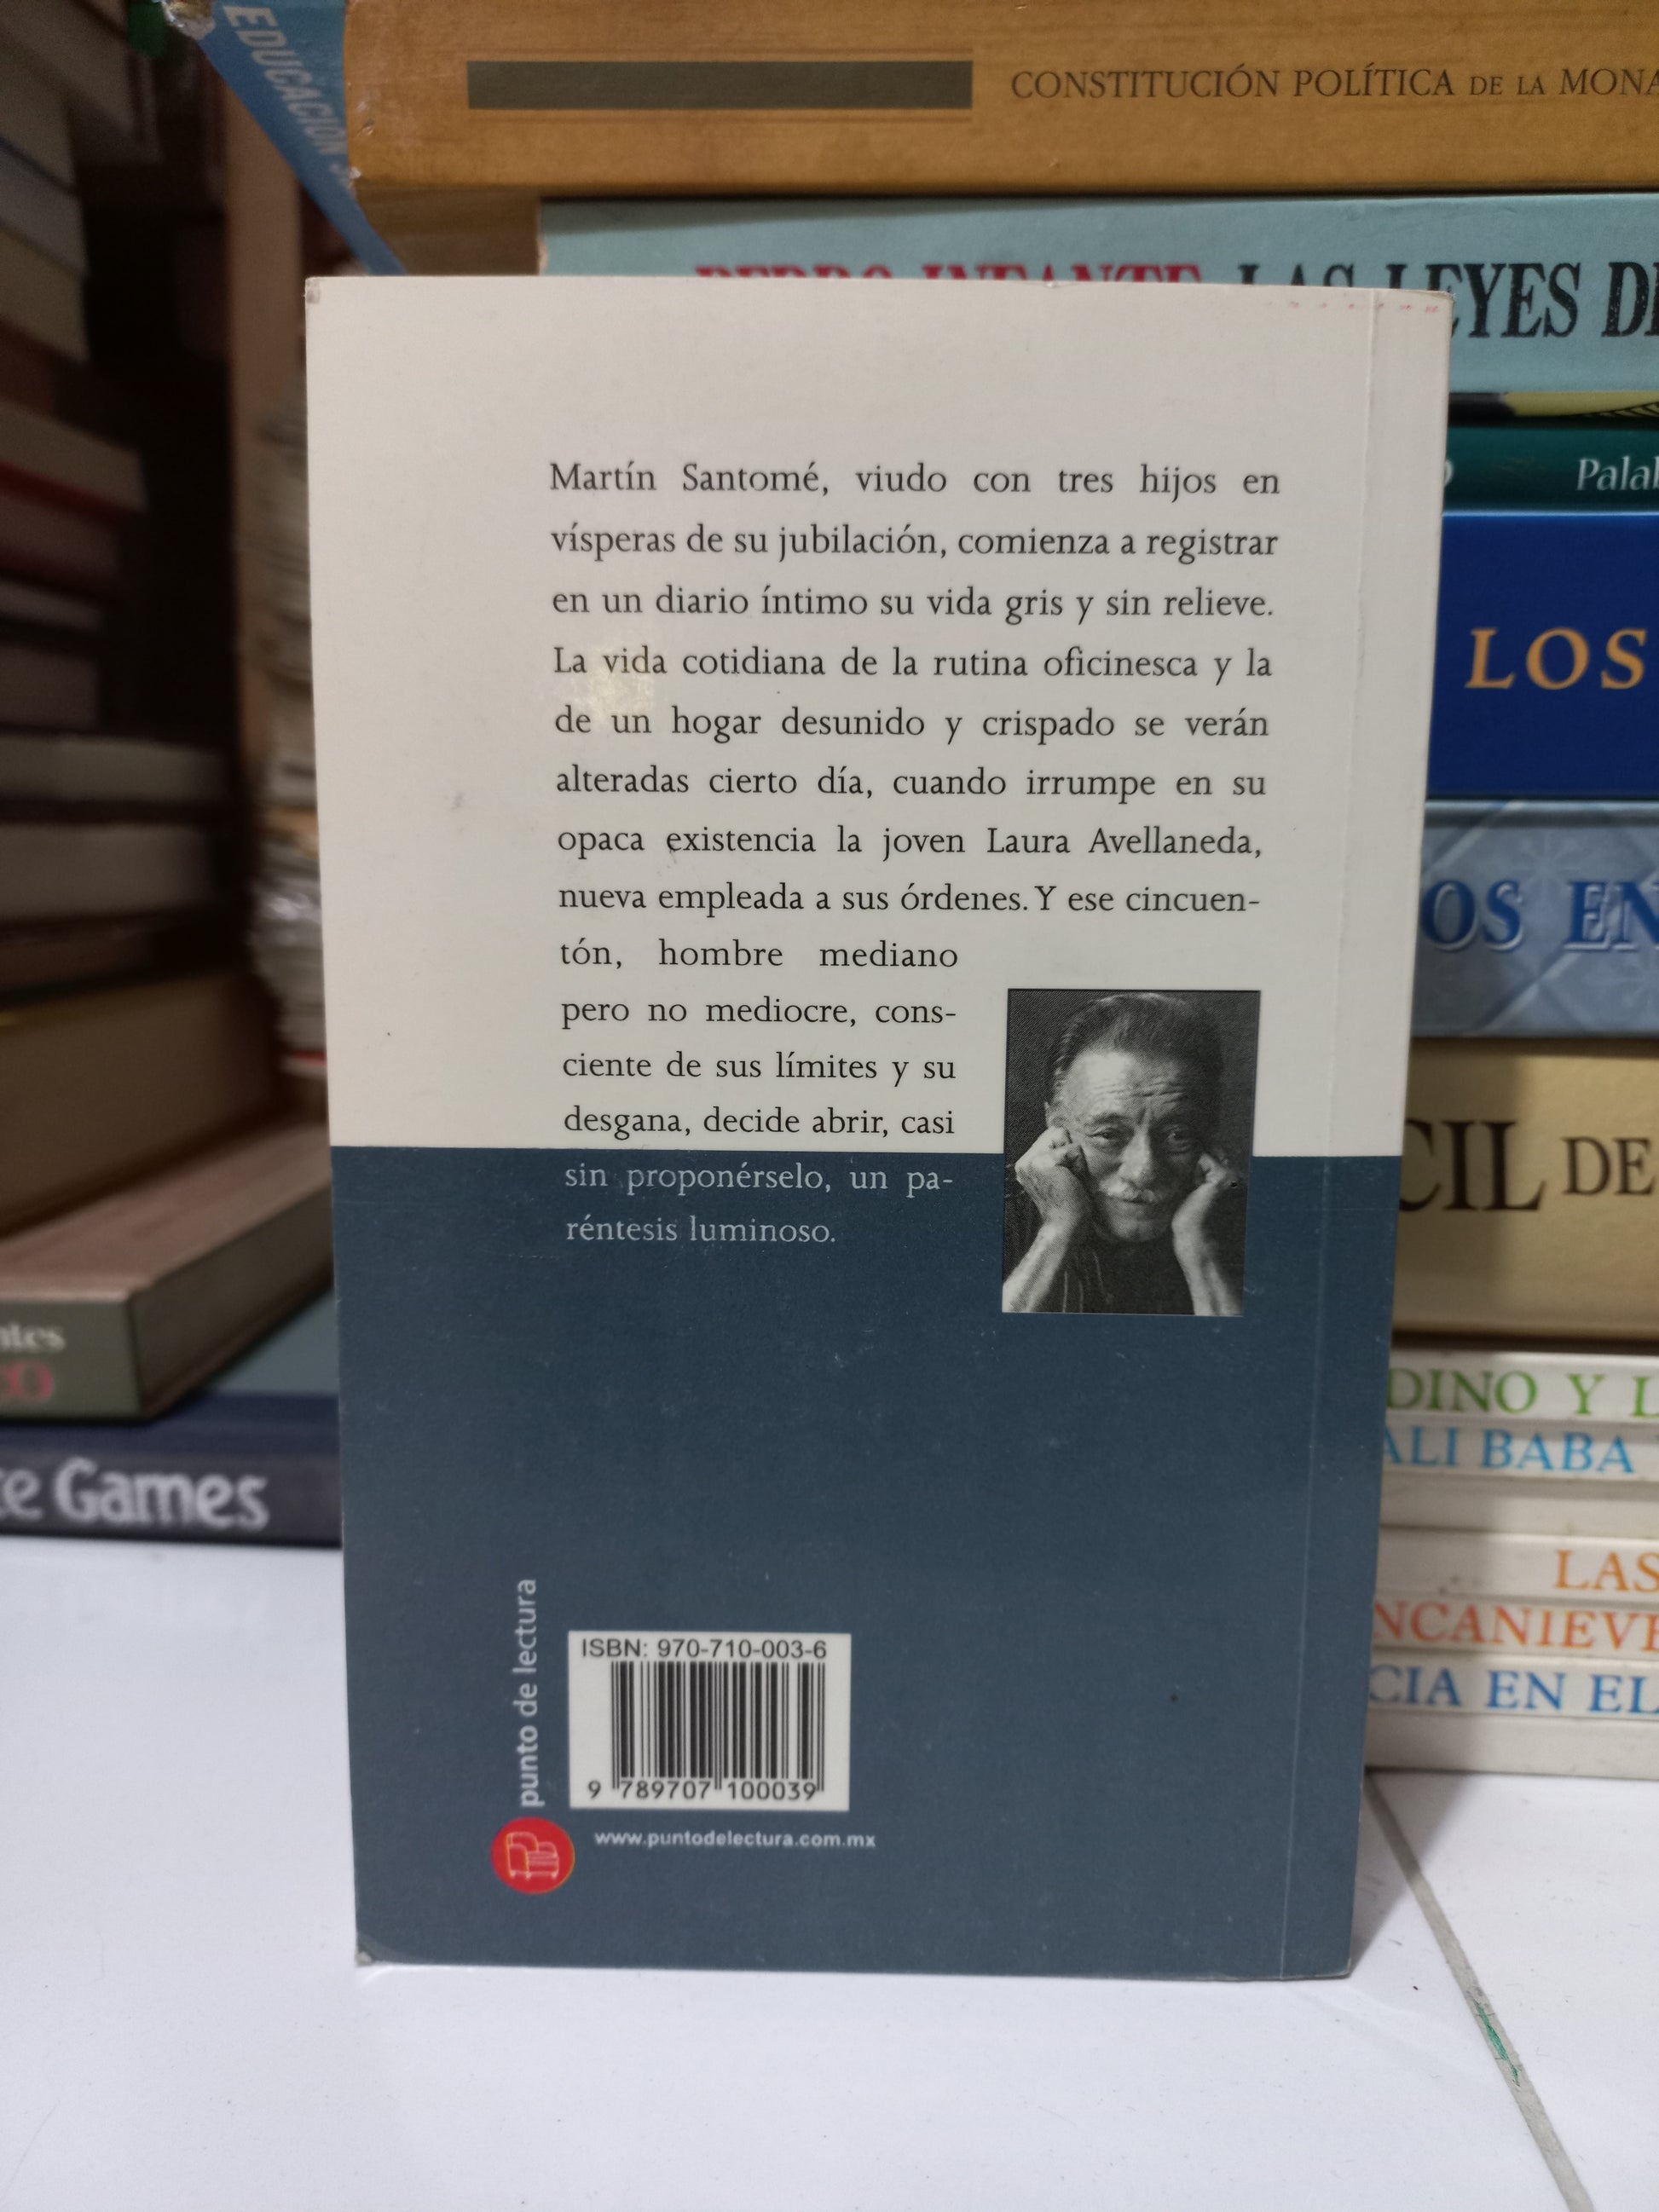 EDUCACIÓN
CONSTITUCIÓN POLÍTICA DE LA MONA
PEDRO INFANTE LAS LEYES DE
Palal
LOS
OS EN
CIL DE
DINO Y L
ALI BABA
LAS
NCANIEVE
CIA EN EL
ntes
CO
ce Games
Martín Santomé, viudo con tres hijos en
vísperas de su jubilación, comienza a registrar
en un diario íntimo su vida gris y sin relieve.
La vida cotidiana de la rutina oficinesca y la
de un hogar desunido y crispado se verán
alteradas cierto día, cuando irrumpe en su
opaca existencia la joven Laura Avellaneda,
nueva empleada a sus órdenes. Y ese cincuen-
tón, hombre mediano
pero no mediocre, cons-
ciente de sus límites y su
desgana, decide abrir, casi
sin proponérselo, un pa-
réntesis luminoso.
punto de lectura
ISBN: 970-710-003-6
9 789707 100039
www.puntodelectura.com.mx